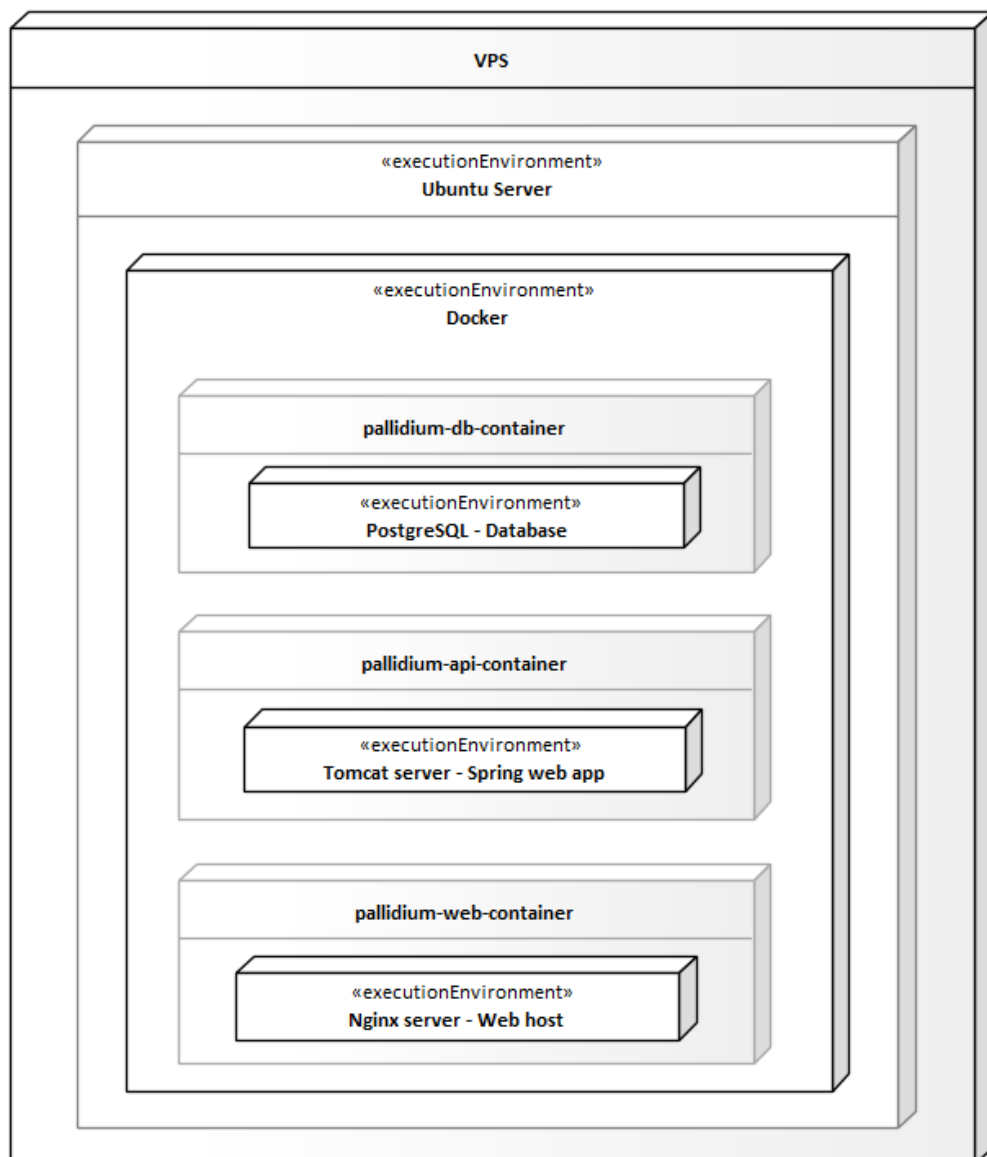 VPS
«executionEnvironment»
Ubuntu Server
«executionEnvironment»
Docker
pallidium-db-container
«executionEnvironment»
PostgreSQL - Database
pallidium-api-container
«executionEnvironment»
Tomcat server - Spring web app
pallidium-web-container
«executionEnvironment»
Nginx server - Web host